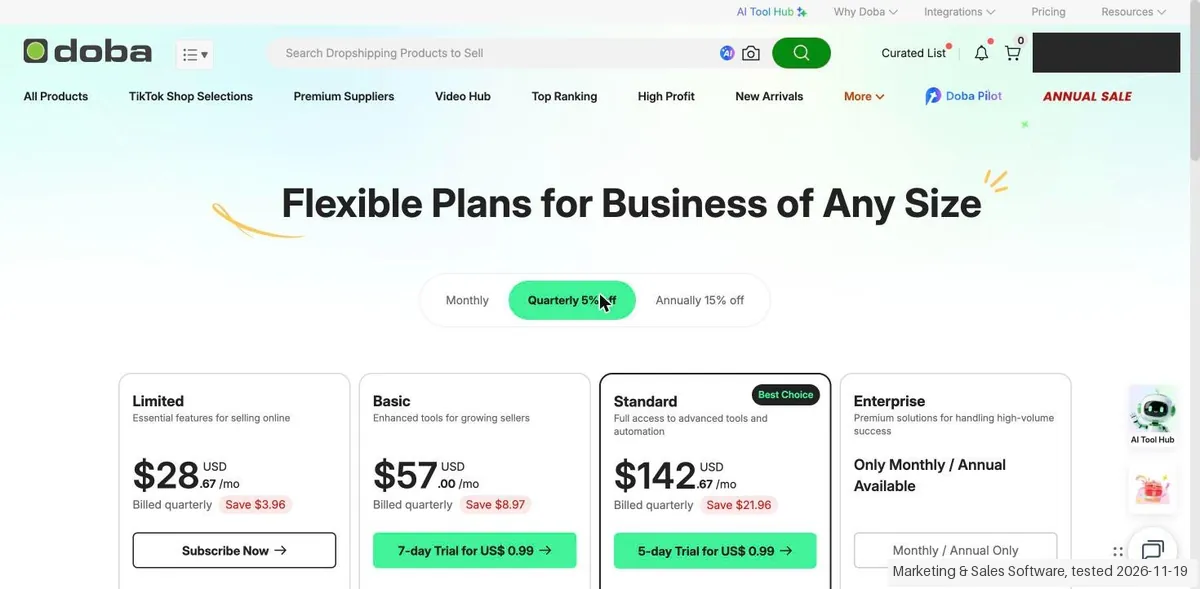 AI Tool Hub Why Doba Integrations Pricing Resources
doba
Search Dropshipping Products to Sell AI Curated List 0
All Products TikTok Shop Selections Premium Suppliers Video Hub Top Ranking High Profit New Arrivals More Doba Pilot ANNUAL SALE
Flexible Plans for Business of Any Size
Monthly Quarterly 5% off Annually 15% off
Limited
Essential features for selling online
$28.67 USD /mo
Billed quarterly Save $3.96
Subscribe Now →
Basic
Enhanced tools for growing sellers
$57.00 USD /mo
Billed quarterly Save $8.97
7-day Trial for US$ 0.99 →
Best Choice
Standard
Full access to advanced tools and
automation
$142.67 USD /mo
Billed quarterly Save $21.96
5-day Trial for US$ 0.99 →
Enterprise
Premium solutions for handling high-volume
success
Only Monthly / Annual
Available
Monthly / Annual Only
AI Tool Hub
Marketing & Sales Software, tested 2026-11-19